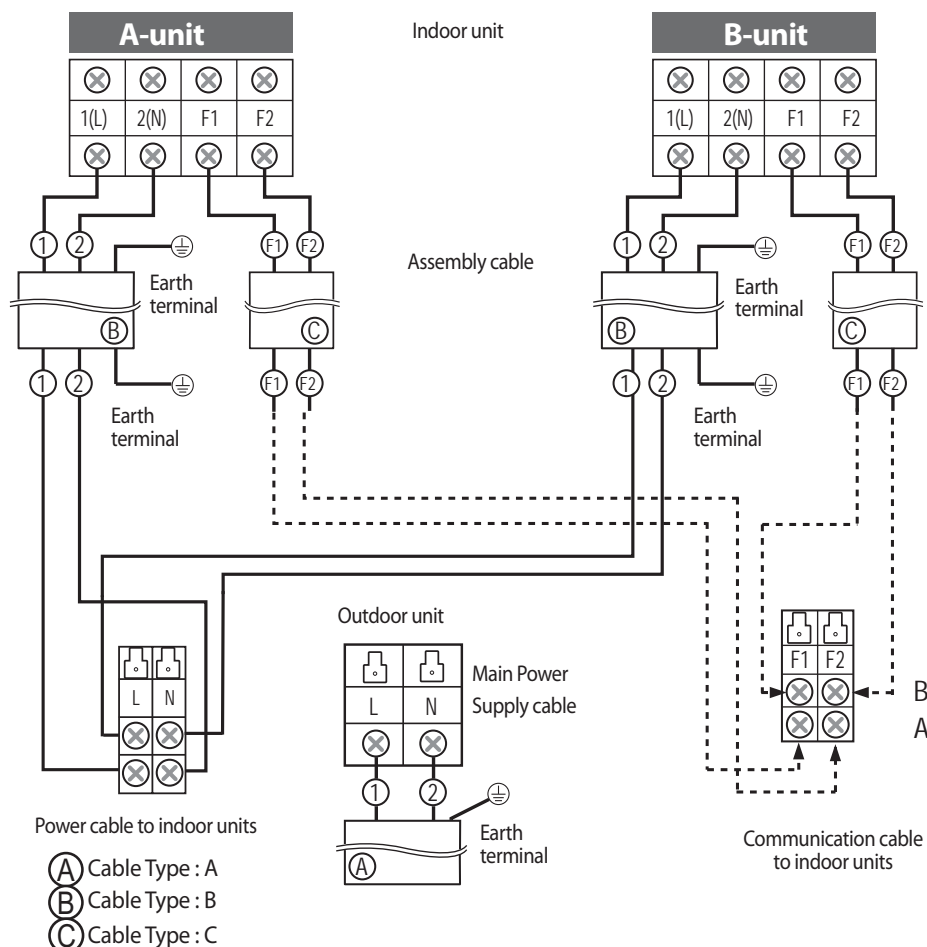 A-unit
Indoor unit
B-unit
1(L) 2(N) F1 F2
1(L) 2(N) F1 F2
1 2 F1 F2
1 2 F1 F2
Assembly cable
Earth
terminal
Earth
terminal
B C
B C
1 2 F1 F2
1 2 F1 F2
Earth
terminal
Earth
terminal
Outdoor unit
L N
L N
Main Power
Supply cable
F1 F2
B
A
1 2
Earth
terminal
A
Power cable to indoor units
Communication cable
to indoor units
A Cable Type : A
B Cable Type : B
C Cable Type : C